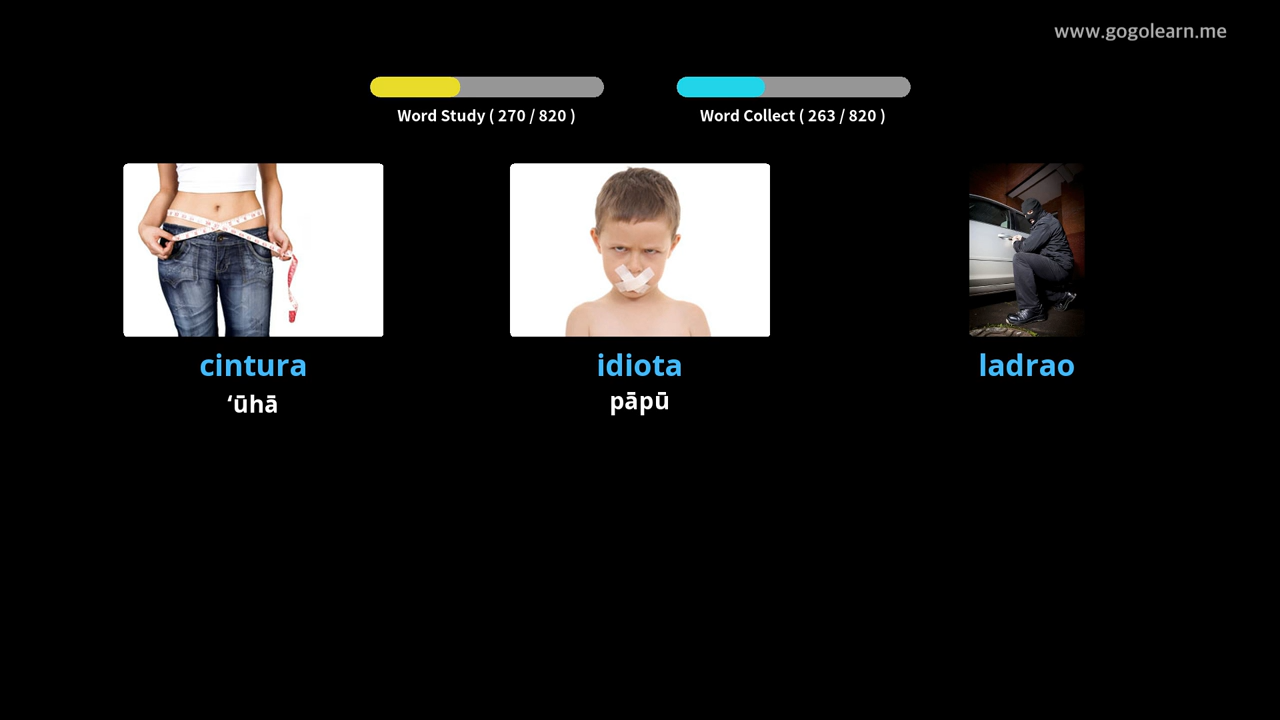 www.gogolearn.me
Word Study ( 270 / 820 )
Word Collect ( 263 / 820 )
cintura
idiota
ladrao
ʻūhā
pāpū